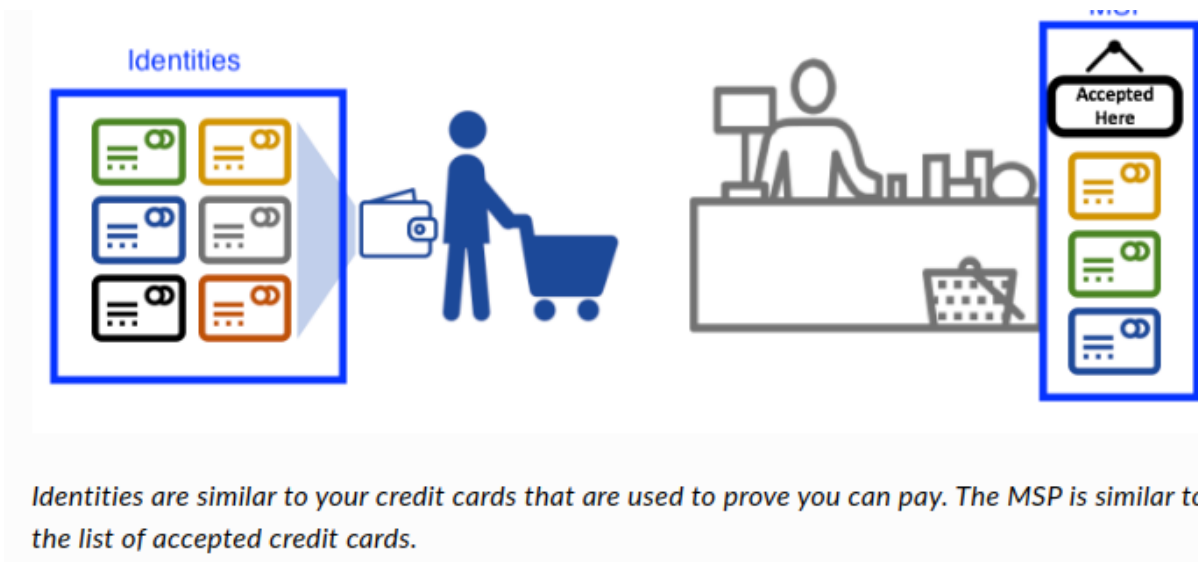 MSP
Identities
Accepted
Here
Identities are similar to your credit cards that are used to prove you can pay. The MSP is similar to
the list of accepted credit cards.